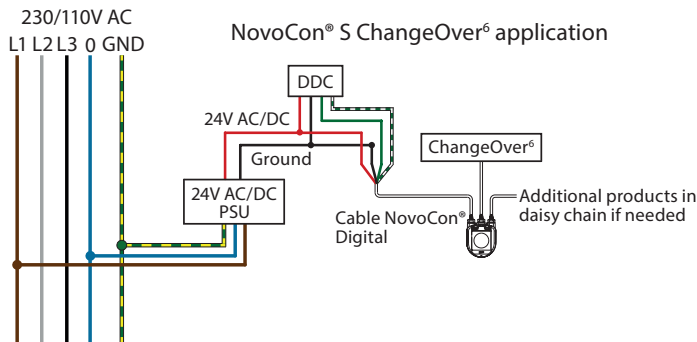 230/110V AC
L1 L2 L3 0 GND
NovoCon® S ChangeOver⁶ application
DDC
24V AC/DC
Ground
ChangeOver⁶
24V AC/DC
PSU
Cable NovoCon®
Digital
Additional products in
daisy chain if needed